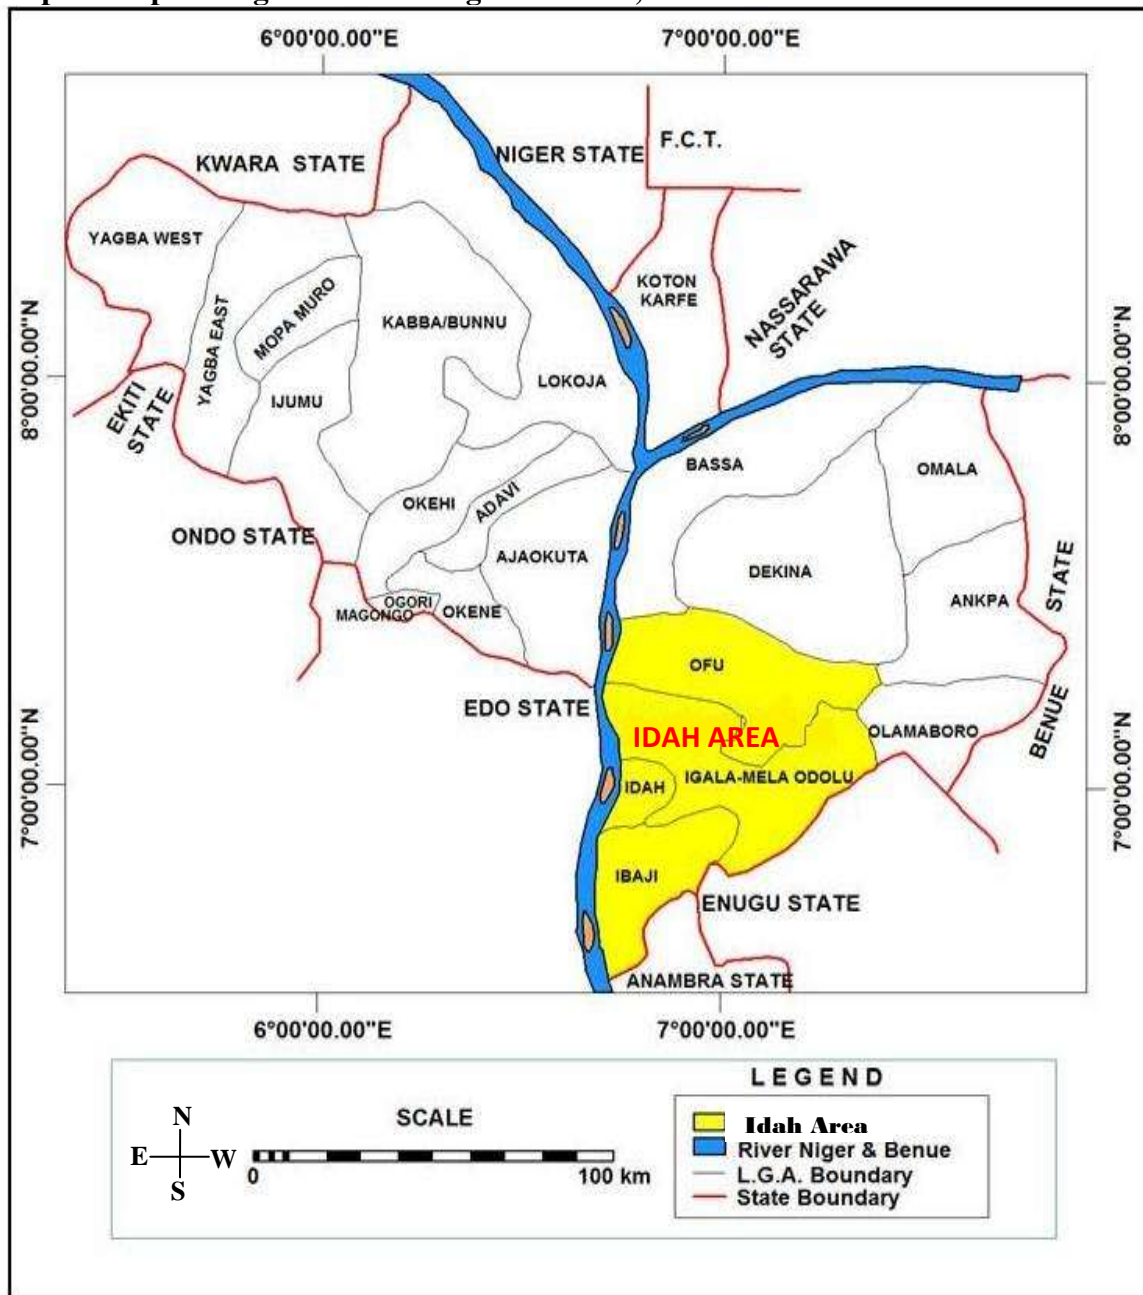 6°00'00.00"E 7°00'00.00"E
F.C.T.
NIGER STATE
KWARA STATE
YAGBA WEST
NASSARAWA
STATE
KOTON
KARFE
MOPA MURO
YAGBA EAST
KABBA/BUNNU
8°00'00.00"N
8°00'00.00"N
LOKOJA
IJUMU
EKITI
STATE
BASSA
OMALA
OKEHI
ADAVI
ONDO STATE
AJAOKUTA
DEKINA
STATE
ANKPA
OGORI
MAGONGO
OKENE
OFU
EDO STATE
BENUE
OLAMABORO
IDAH AREA
7°00'00.00"N
7°00'00.00"N
IDAH
IGALA-MELA ODOLU
IBAJI
ENUGU STATE
ANAMBRA STATE
6°00'00.00"E 7°00'00.00"E
LEGEND
SCALE
N
E W
S
0 100 km
Idah Area
River Niger & Benue
L.G.A. Boundary
State Boundary